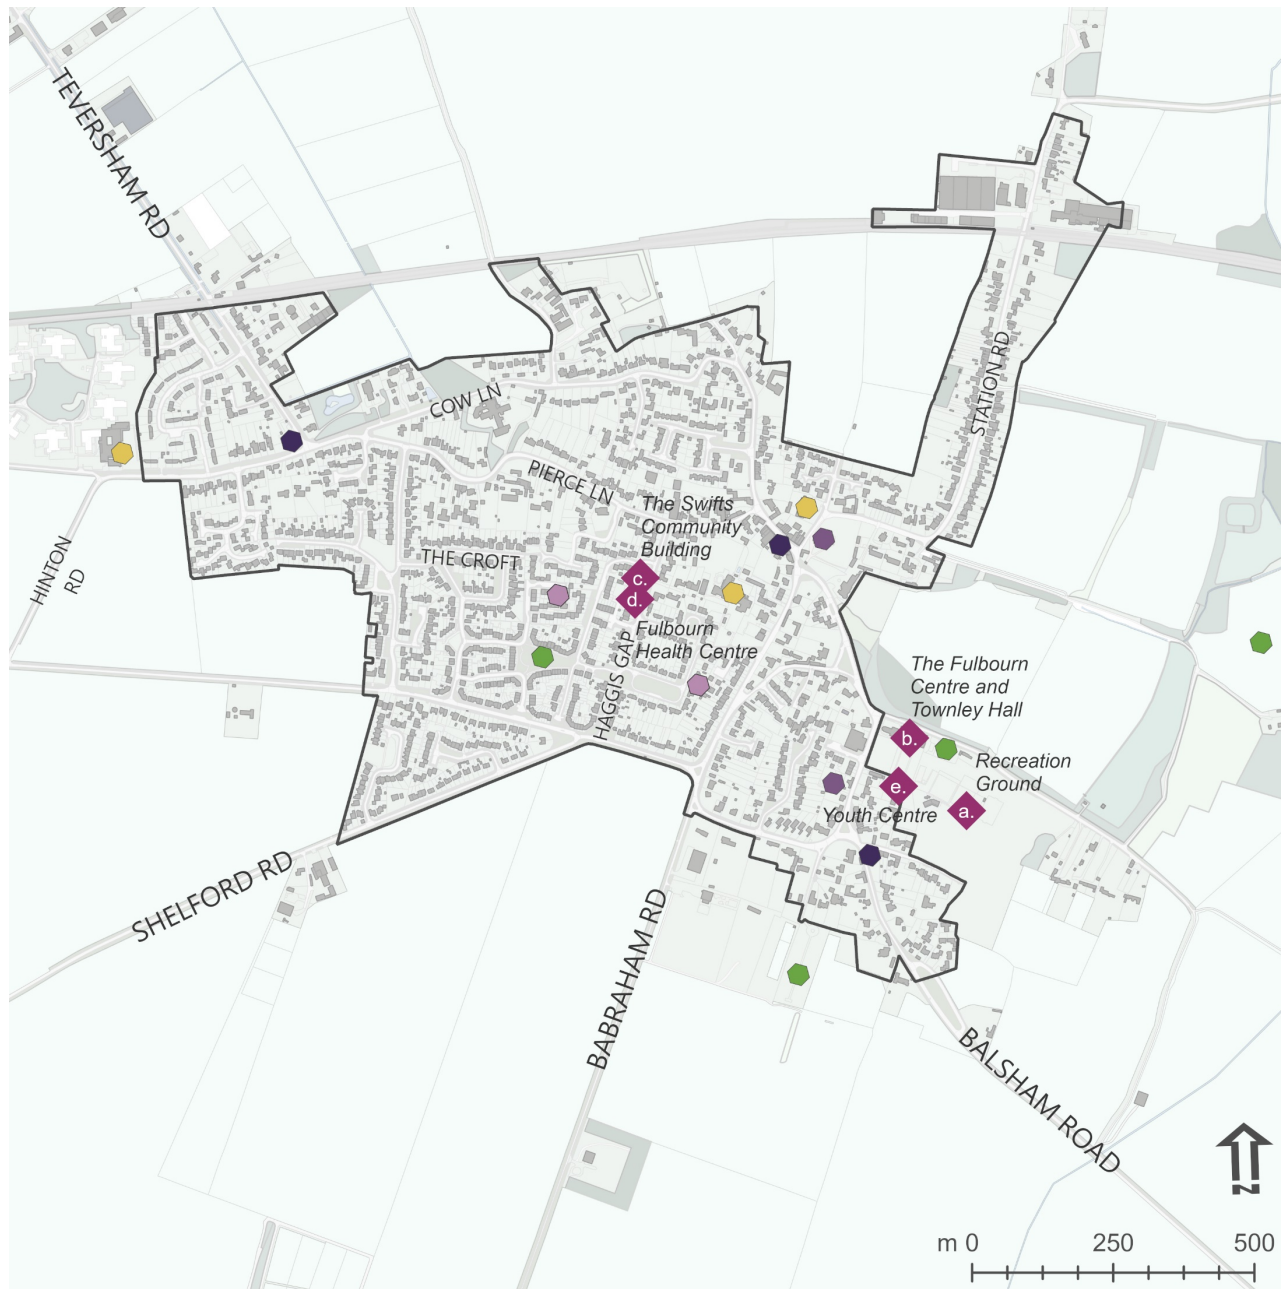 TEVERSHAM RD
STATION RD
COW LN
PIERCE LN
The Swifts
Community
Building
THE CROFT
HINTON
RD
c.
d.
Fulbourn
Health Centre
HAGGIS GAP
The Fulbourn
Centre and
Townley Hall
b.
Recreation
Ground
e.
a.
Youth Centre
SHELFORD RD
BABRAHAM RD
BALSHAM ROAD
N
m 0 250 500